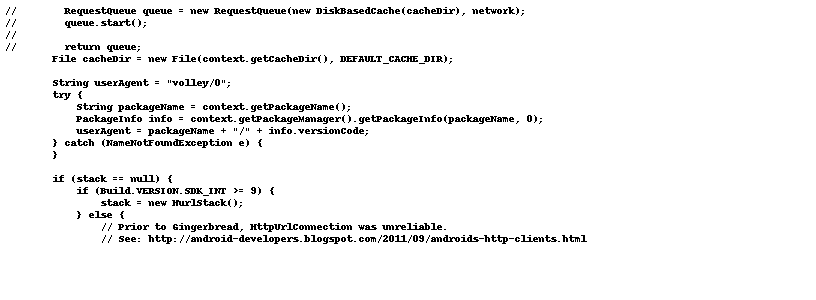 //        RequestQueue queue = new RequestQueue(new DiskBasedCache(cacheDir), network);
//        queue.start();
//
//        return queue;
        File cacheDir = new File(context.getCacheDir(), DEFAULT_CACHE_DIR);

        String userAgent = "volley/0";
        try {
            String packageName = context.getPackageName();
            PackageInfo info = context.getPackageManager().getPackageInfo(packageName, 0);
            userAgent = packageName + "/" + info.versionCode;
        } catch (NameNotFoundException e) {
        }

        if (stack == null) {
            if (Build.VERSION.SDK_INT >= 9) {
                stack = new HurlStack();
            } else {
                // Prior to Gingerbread, HttpUrlConnection was unreliable.
                // See: http://android-developers.blogspot.com/2011/09/androids-http-clients.html